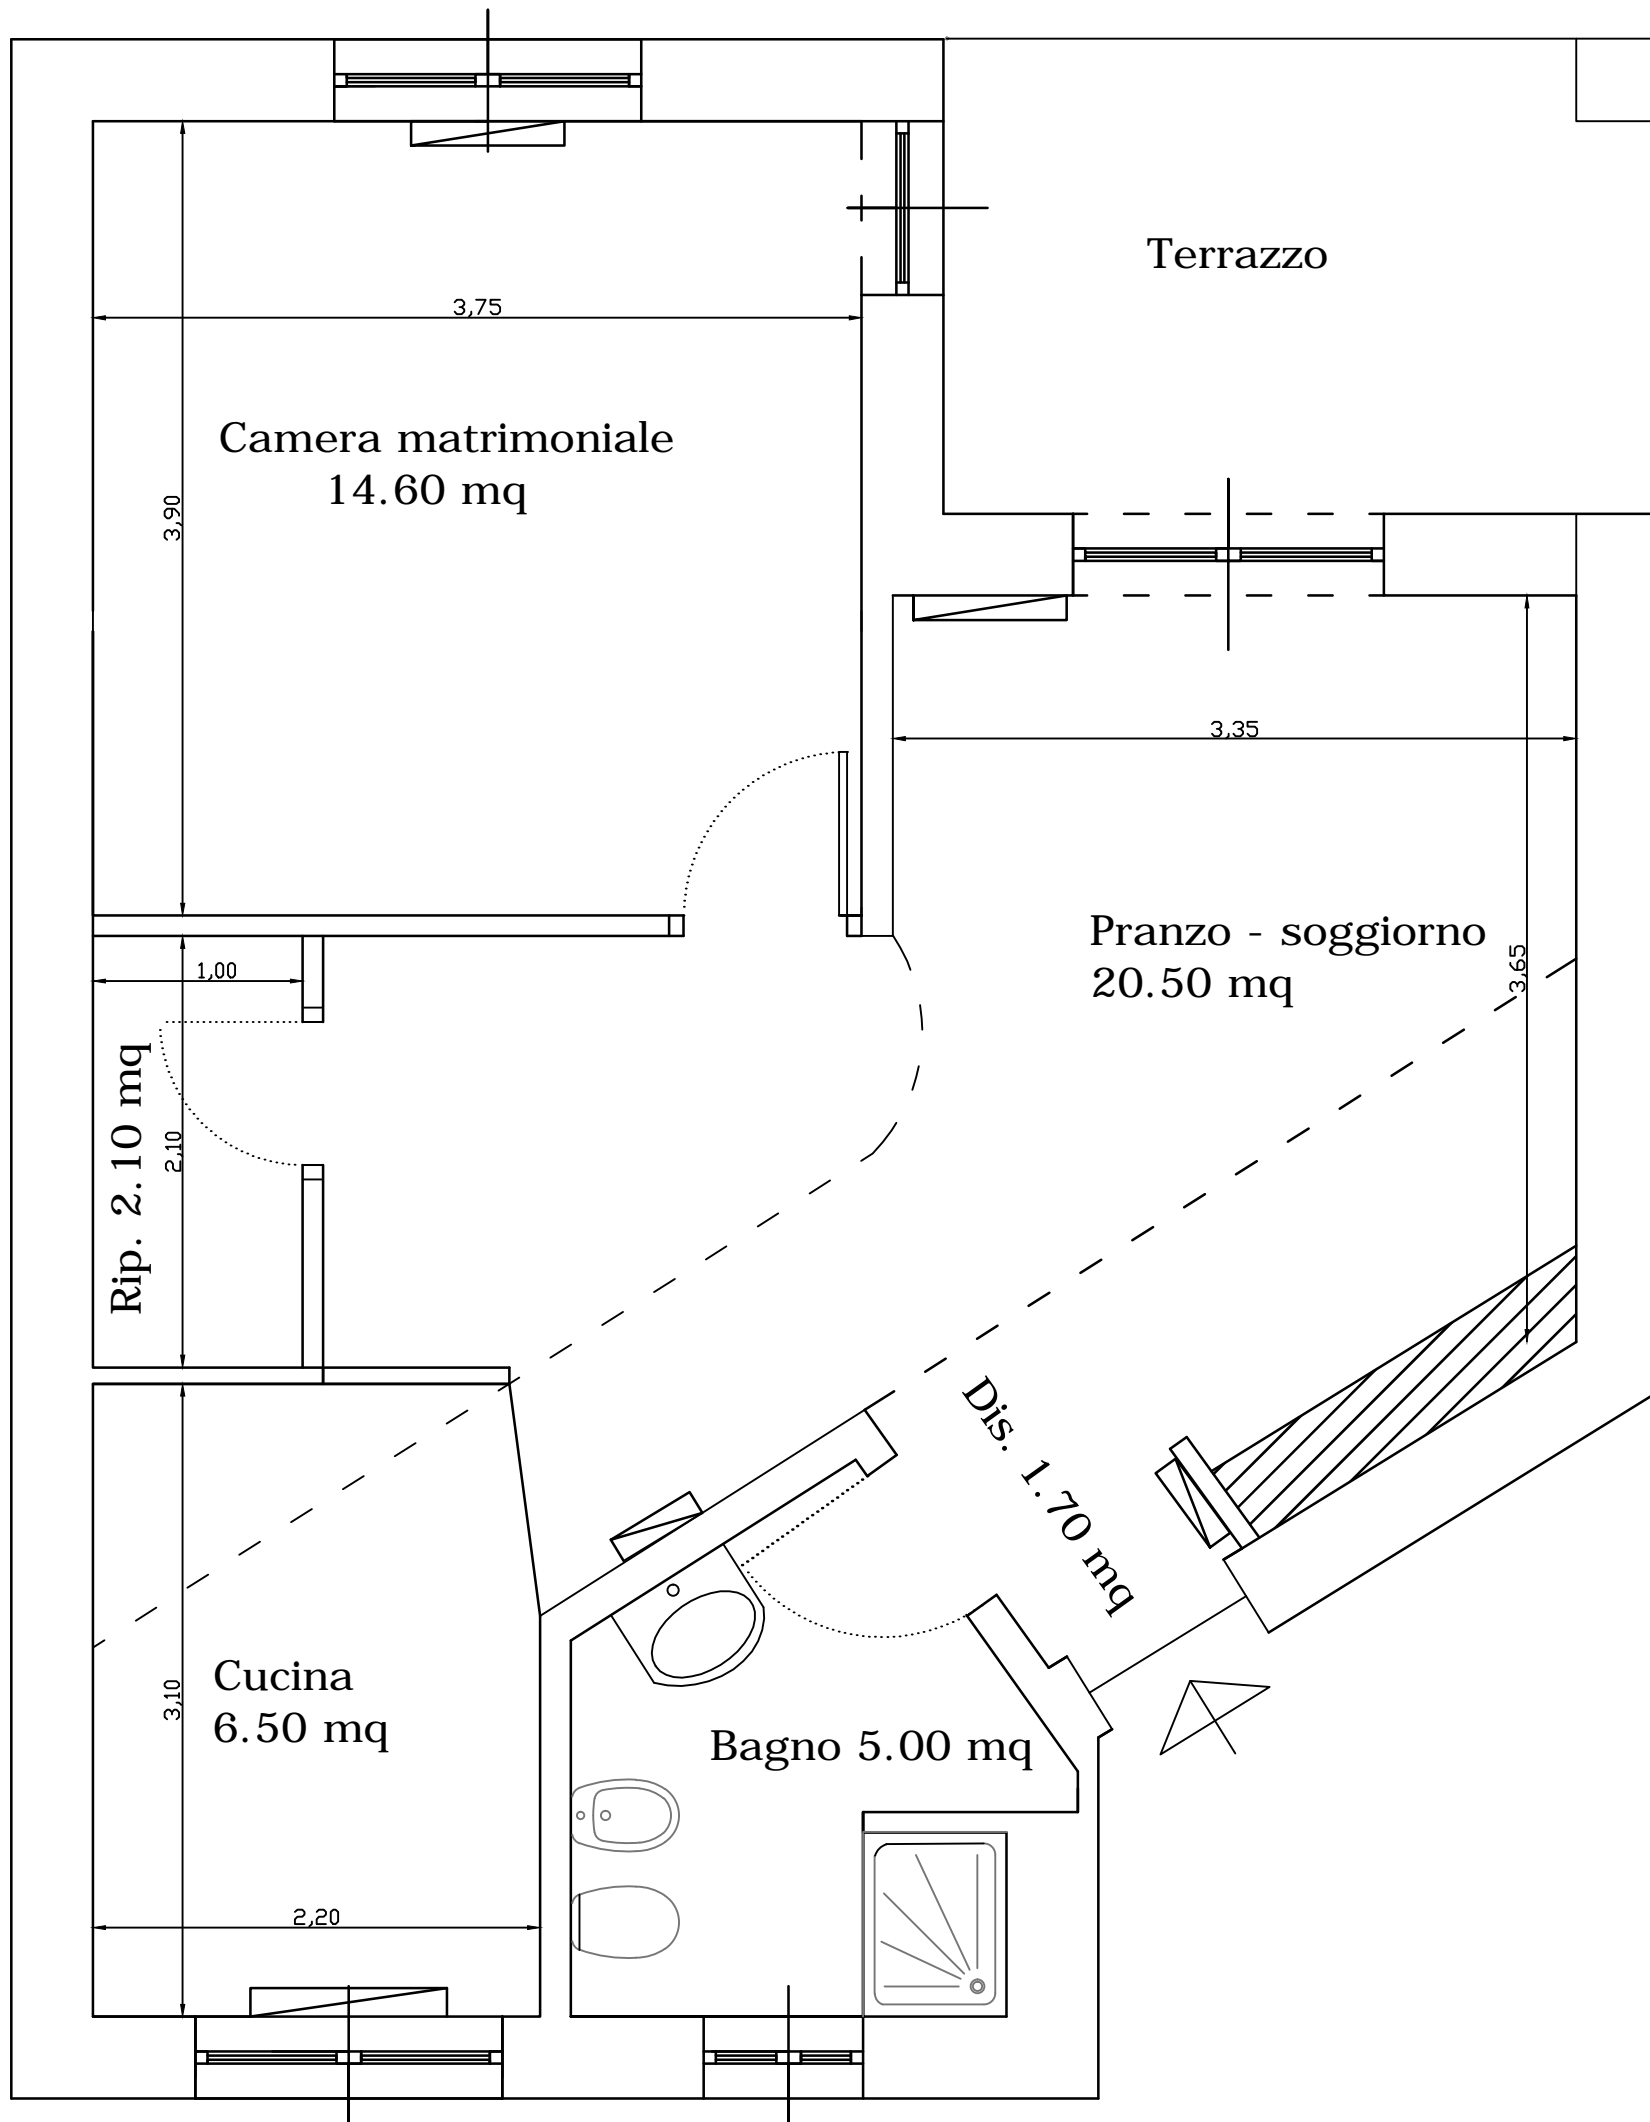 Terrazzo
3,75
Camera matrimoniale
14.60 mq
3,90
3,35
Pranzo - soggiorno
20.50 mq
3,65
1,00
Rip. 2.10 mq
2,10
Dis. 1.70 mq
Cucina
6.50 mq
3,10
Bagno 5.00 mq
2,20